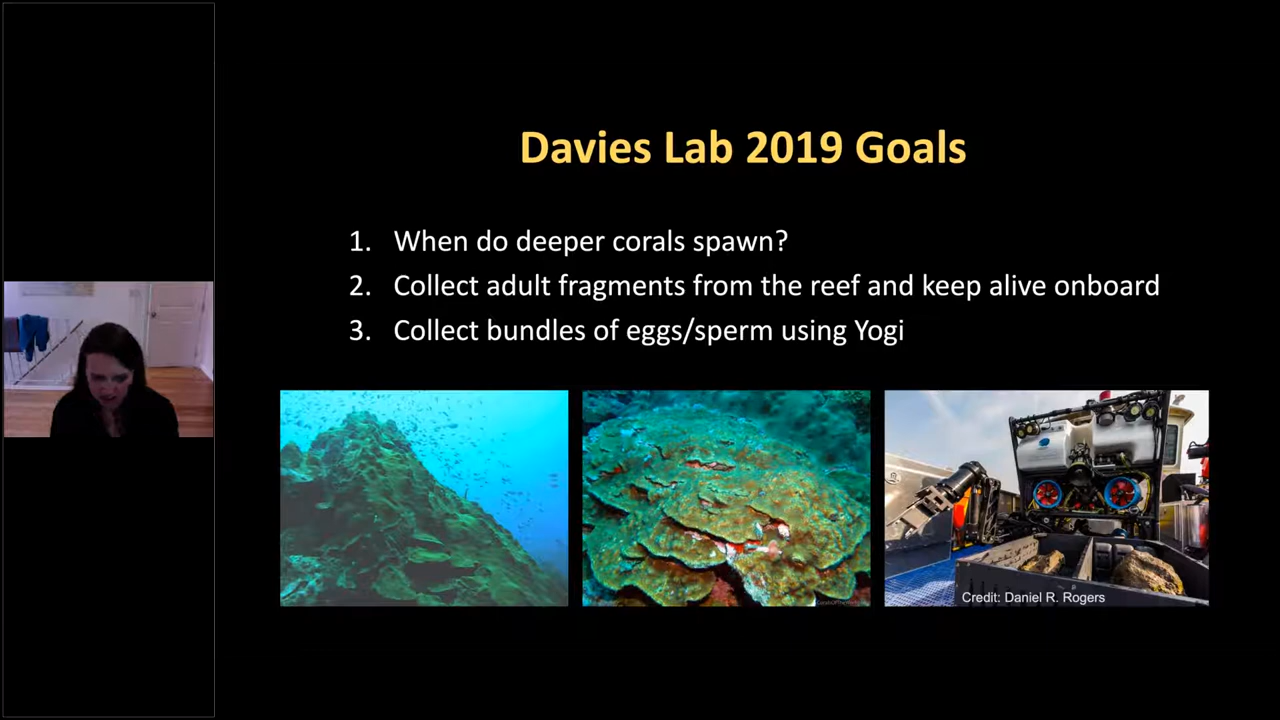 Davies Lab 2019 Goals
1. When do deeper corals spawn?
2. Collect adult fragments from the reef and keep alive onboard
3. Collect bundles of eggs/sperm using Yogi
Credit: Daniel R. Rogers